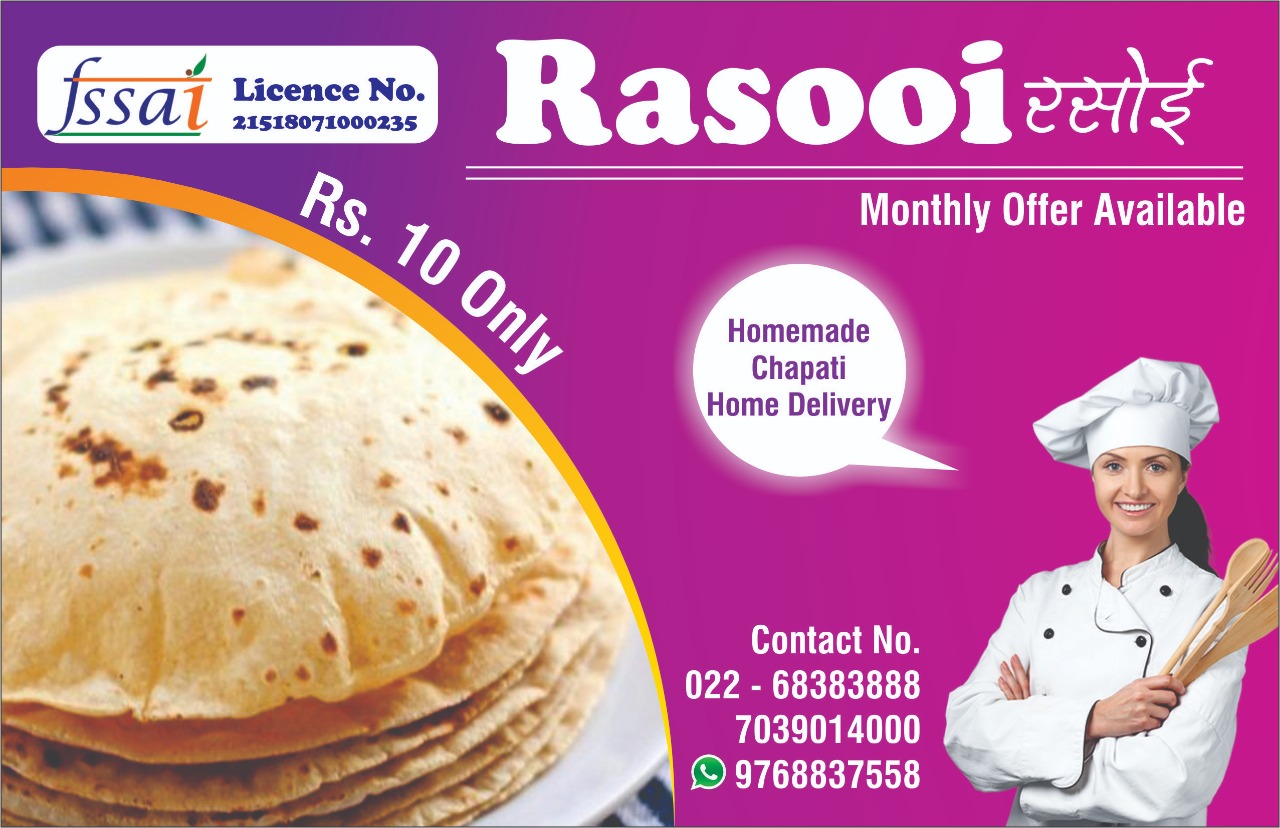 fssai
Licence No.
21518071000235
Rasooi रसोई
Monthly Offer Available
Rs. 10 Only
Homemade
Chapati
Home Delivery
Contact No.
022 - 68383888
7039014000
9768837558